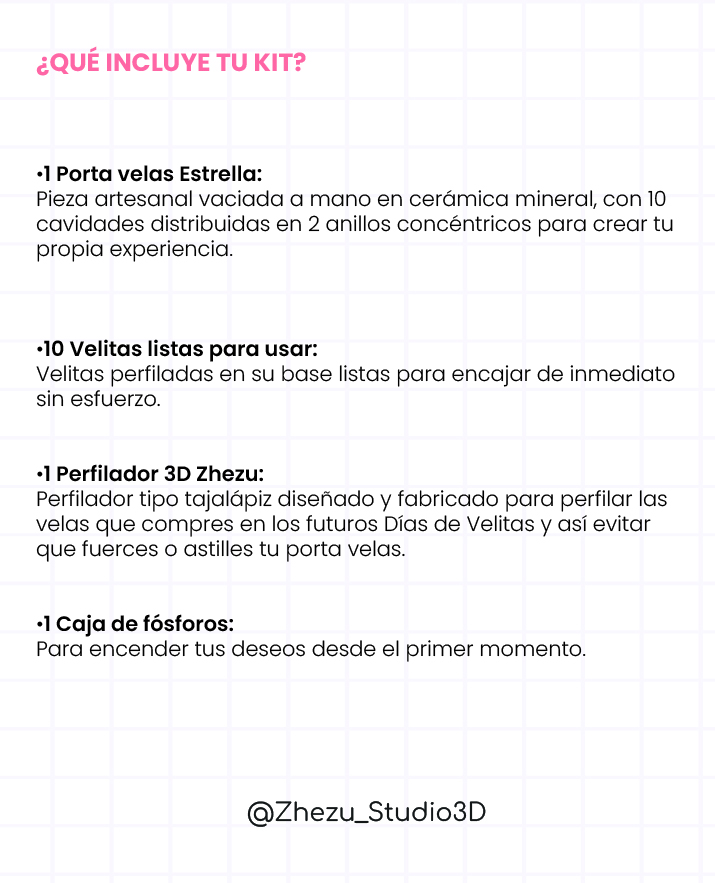 ¿QUÉ INCLUYE TU KIT?
•1 Porta velas Estrella:
Pieza artesanal vaciada a mano en cerámica mineral, con 10
cavidades distribuidas en 2 anillos concéntricos para crear tu
propia experiencia.
•10 Velitas listas para usar:
Velitas perfiladas en su base listas para encajar de inmediato
sin esfuerzo.
•1 Perfilador 3D Zhezu:
Perfilador tipo tajalápiz diseñado y fabricado para perfilar las
velas que compres en los futuros Días de Velitas y así evitar
que fuerces o astilles tu porta velas.
•1 Caja de fósforos:
Para encender tus deseos desde el primer momento.
@Zhezu_Studio3D